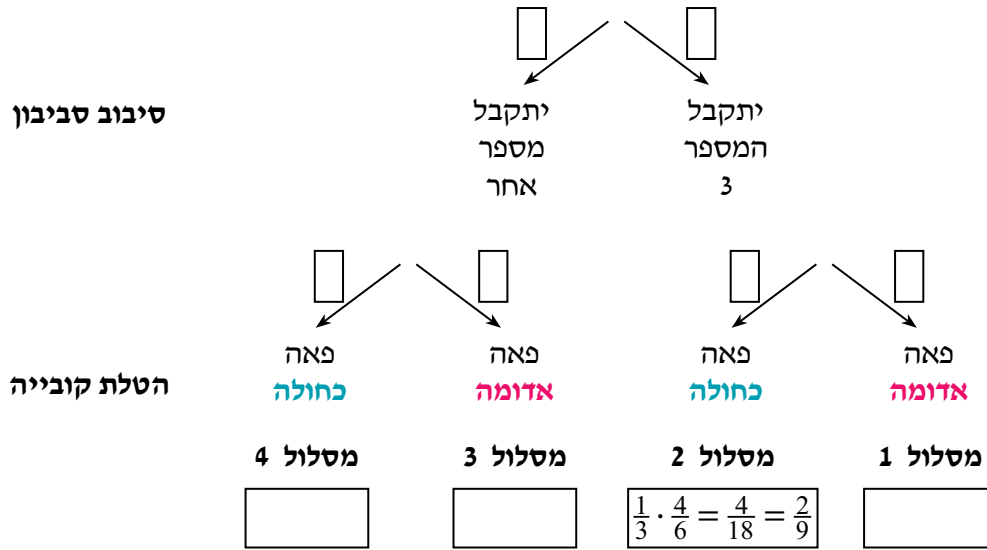 סיבוב סביבון
יתקבל
המספר
3
יתקבל
מספר
אחר
הטלת קובייה
פאה
אדומה
פאה
כחולה
פאה
אדומה
פאה
כחולה
מסלול 1
מסלול 2
מסלול 3
מסלול 4
1/3 · 4/6 = 4/18 = 2/9